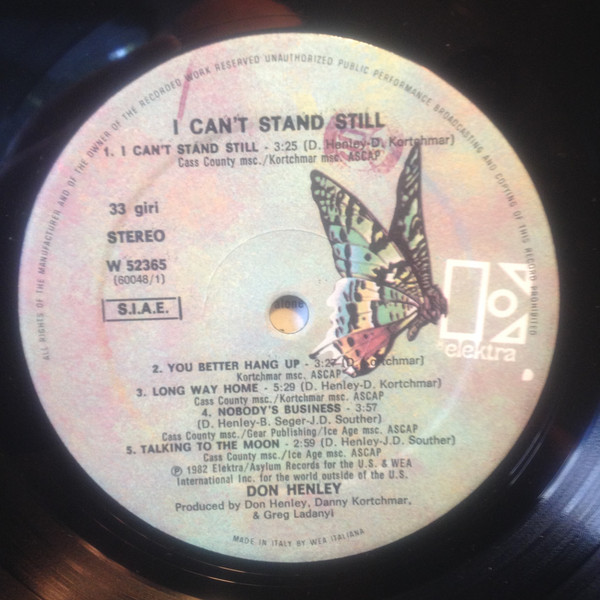 ALL RIGHTS OF THE MANUFACTURER AND OF THE OWNER OF THE RECORDED WORK RESERVED UNAUTHORIZED PUBLIC PERFORMANCE BROADCASTING AND COPYING OF THIS RECORD PROHIBITED
I CAN'T STAND STILL
1. I CAN'T STAND STILL - 3:25 (D. Henley-D. Kortchmar)
Cass County msc./Kortchmar msc. ASCAP
33 giri
STEREO
W 52365
(60048/1)
S.I.A.E.
elektra
2. YOU BETTER HANG UP - 3:27 (D. Kortchmar)
Kortchmar msc. ASCAP
3. LONG WAY HOME - 5:29 (D. Henley-D. Kortchmar)
Cass County msc./Kortchmar msc. ASCAP
4. NOBODY'S BUSINESS - 3:57
(D. Henley-B. Seger-J.D. Souther)
Cass County msc./Gear Publishing/Ice Age msc. ASCAP
5. TALKING TO THE MOON - 2:59 (D. Henley-J.D. Souther)
Cass County msc./Ice Age msc. ASCAP
Ⓟ 1982 Elektra/Asylum Records for the U.S. & WEA
International Inc. for the world outside of the U.S.
DON HENLEY
Produced by Don Henley, Danny Kortchmar,
& Greg Ladanyi
MADE IN ITALY BY WEA ITALIANA